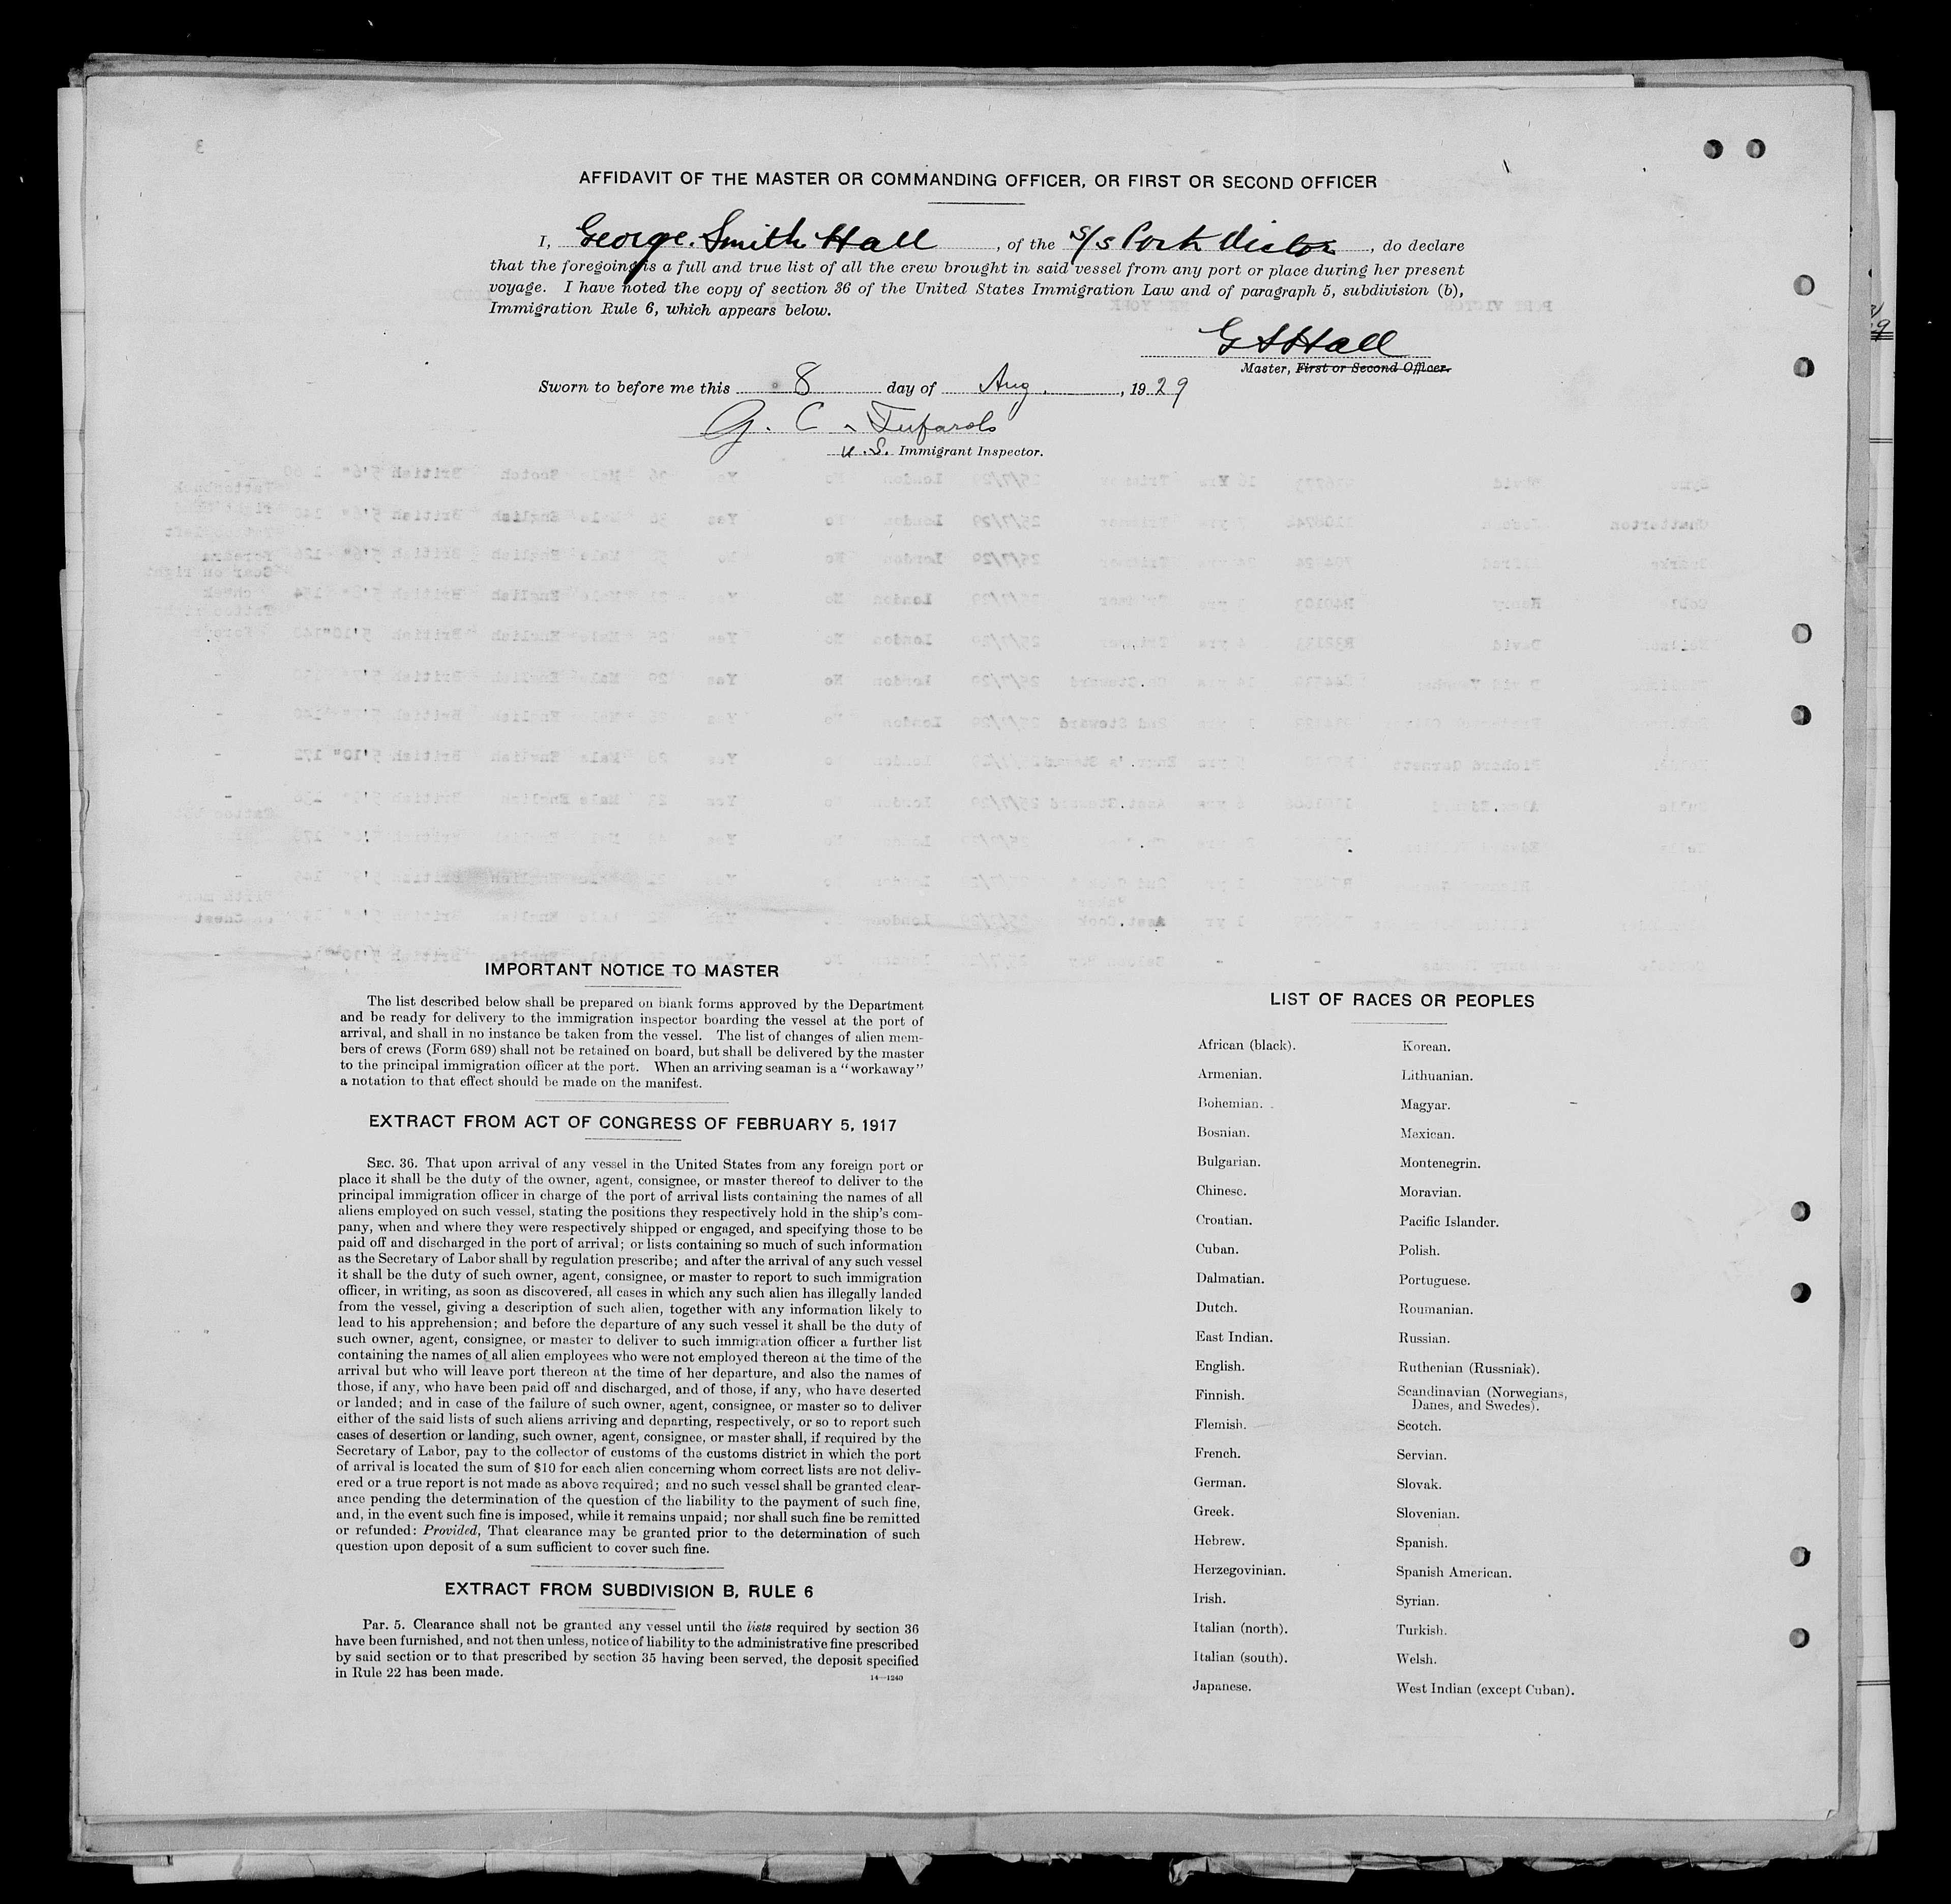 AFFIDAVIT OF THE MASTER OR COMMANDING OFFICER, OR FIRST OR SECOND OFFICER
I, George Smith Hall, of the S/S Port Victor, do declare
that the foregoing is a full and true list of all the crew brought in said vessel from any port or place during her present
voyage. I have noted the copy of section 36 of the United States Immigration Law and of paragraph 5, subdivision (b),
Immigration Rule 6, which appears below.
G S Hall
Master, First or Second Officer.
Sworn to before me this 8 day of Aug., 1929
G. C.
U.S. Immigrant Inspector.
IMPORTANT NOTICE TO MASTER
The list described below shall be prepared on blank forms approved by the Department
and be ready for delivery to the immigration inspector boarding the vessel at the port of
arrival, and shall in no instance be taken from the vessel. The list of changes of alien mem-
bers of crews (Form 689) shall not be retained on board, but shall be delivered by the master
to the principal immigration officer at the port. When an arriving seaman is a "workaway"
a notation to that effect should be made on the manifest.
EXTRACT FROM ACT OF CONGRESS OF FEBRUARY 5, 1917
SEC. 36. That upon arrival of any vessel in the United States from any foreign port or
place it shall be the duty of the owner, agent, consignee, or master thereof to deliver to the
principal immigration officer in charge of the port of arrival lists containing the names of all
aliens employed on such vessel, stating the positions they respectively hold in the ship's com-
pany, when and where they were respectively shipped or engaged, and specifying those to be
paid off and discharged in the port of arrival; or lists containing so much of such information
as the Secretary of Labor shall by regulation prescribe; and after the arrival of any such vessel
it shall be the duty of such owner, agent, consignee, or master to report to such immigration
officer, in writing, as soon as discovered, all cases in which any such alien has illegally landed
from the vessel, giving a description of such alien, together with any information likely to
lead to his apprehension; and before the departure of any such vessel it shall be the duty of
such owner, agent, consignee, or master to deliver to such immigration officer a further list
containing the names of all alien employees who were not employed thereon at the time of the
arrival but who will leave port thereon at the time of her departure, and also the names of
those, if any, who have been paid off and discharged, and of those, if any, who have deserted
or landed; and in case of the failure of such owner, agent, consignee, or master so to deliver
either of the said lists of such aliens arriving and departing, respectively, or so to report such
cases of desertion or landing, such owner, agent, consignee, or master shall, if required by the
Secretary of Labor, pay to the collector of customs of the customs district in which the port
of arrival is located the sum of $10 for each alien concerning whom correct lists are not deliv-
ered or a true report is not made as above required; and no such vessel shall be granted clear-
ance pending the determination of the question of the liability to the payment of such fine,
and, in the event such fine is imposed, while it remains unpaid; nor shall such fine be remitted
or refunded: Provided, That clearance may be granted prior to the determination of such
question upon deposit of a sum sufficient to cover such fine.
EXTRACT FROM SUBDIVISION B, RULE 6
Par. 5. Clearance shall not be granted any vessel until the lists required by section 36
have been furnished, and not then unless, notice of liability to the administrative fine prescribed
by said section or to that prescribed by section 35 having been served, the deposit specified
in Rule 22 has been made.
14—1240
LIST OF RACES OR PEOPLES
African (black).
Armenian.
Bohemian.
Bosnian.
Bulgarian.
Chinese.
Croatian.
Cuban.
Dalmatian.
Dutch.
East Indian.
English.
Finnish.
Flemish.
French.
German.
Greek.
Hebrew.
Herzegovinian.
Irish.
Italian (north).
Italian (south).
Japanese.
Korean.
Lithuanian.
Magyar.
Mexican.
Montenegrin.
Moravian.
Pacific Islander.
Polish.
Portuguese.
Roumanian.
Russian.
Ruthenian (Russniak).
Scandinavian (Norwegians,
Danes, and Swedes).
Scotch.
Servian.
Slovak.
Slovenian.
Spanish.
Spanish American.
Syrian.
Turkish.
Welsh.
West Indian (except Cuban).